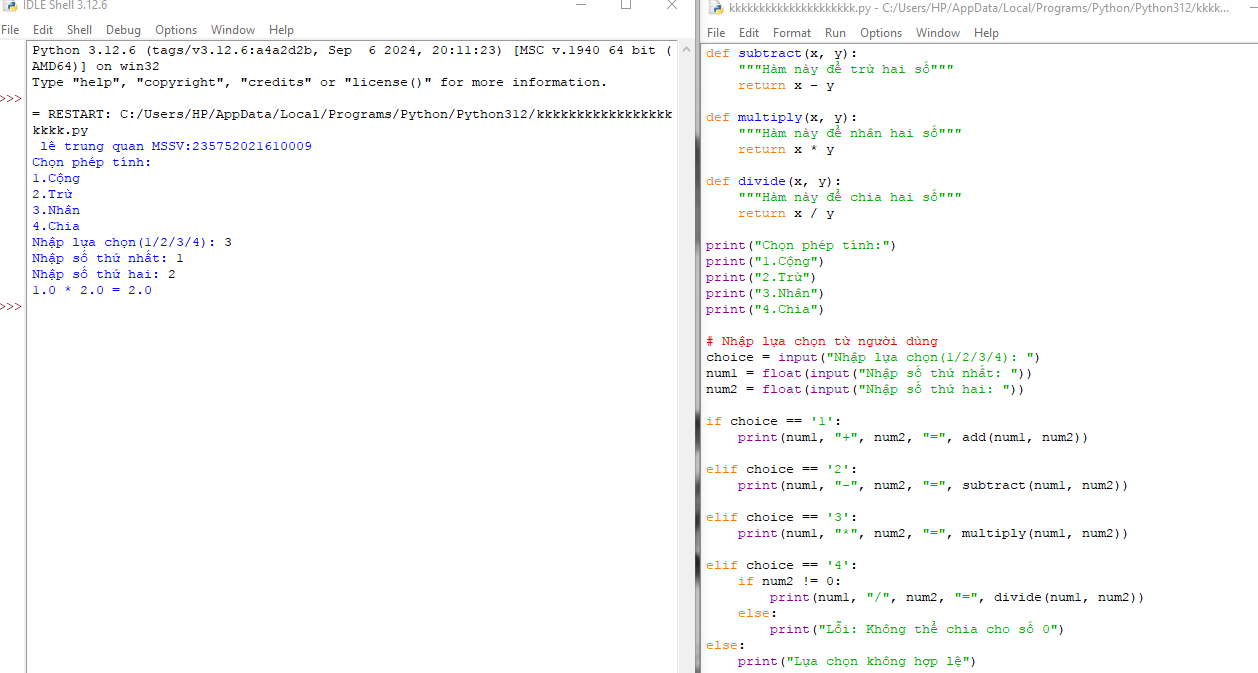 IDLE Shell 3.12.6
File Edit Shell Debug Options Window Help
Python 3.12.6 (tags/v3.12.6:a4a2d2b, Sep  6 2024, 20:11:23) [MSC v.1940 64 bit (
AMD64)] on win32
Type "help", "copyright", "credits" or "license()" for more information.
>>>
= RESTART: C:/Users/HP/AppData/Local/Programs/Python/Python312/kkkkkkkkkkkkkkkkk
kkkk.py
 lê trung quan MSSV:235752021610009
Chọn phép tính:
1.Cộng
2.Trừ
3.Nhân
4.Chia
Nhập lựa chọn(1/2/3/4): 3
Nhập số thứ nhất: 1
Nhập số thứ hai: 2
1.0 * 2.0 = 2.0
>>>
kkkkkkkkkkkkkkkkkkkkk.py - C:/Users/HP/AppData/Local/Programs/Python/Python312/kkkk...
File Edit Format Run Options Window Help
def subtract(x, y):
    """Hàm này để trừ hai số"""
    return x - y

def multiply(x, y):
    """Hàm này để nhân hai số"""
    return x * y

def divide(x, y):
    """Hàm này để chia hai số"""
    return x / y

print("Chọn phép tính:")
print("1.Cộng")
print("2.Trừ")
print("3.Nhân")
print("4.Chia")

# Nhập lựa chọn từ người dùng
choice = input("Nhập lựa chọn(1/2/3/4): ")
num1 = float(input("Nhập số thứ nhất: "))
num2 = float(input("Nhập số thứ hai: "))

if choice == '1':
    print(num1, "+", num2, "=", add(num1, num2))

elif choice == '2':
    print(num1, "-", num2, "=", subtract(num1, num2))

elif choice == '3':
    print(num1, "*", num2, "=", multiply(num1, num2))

elif choice == '4':
    if num2 != 0:
        print(num1, "/", num2, "=", divide(num1, num2))
    else:
        print("Lỗi: Không thể chia cho số 0")
else:
    print("Lựa chọn không hợp lệ")